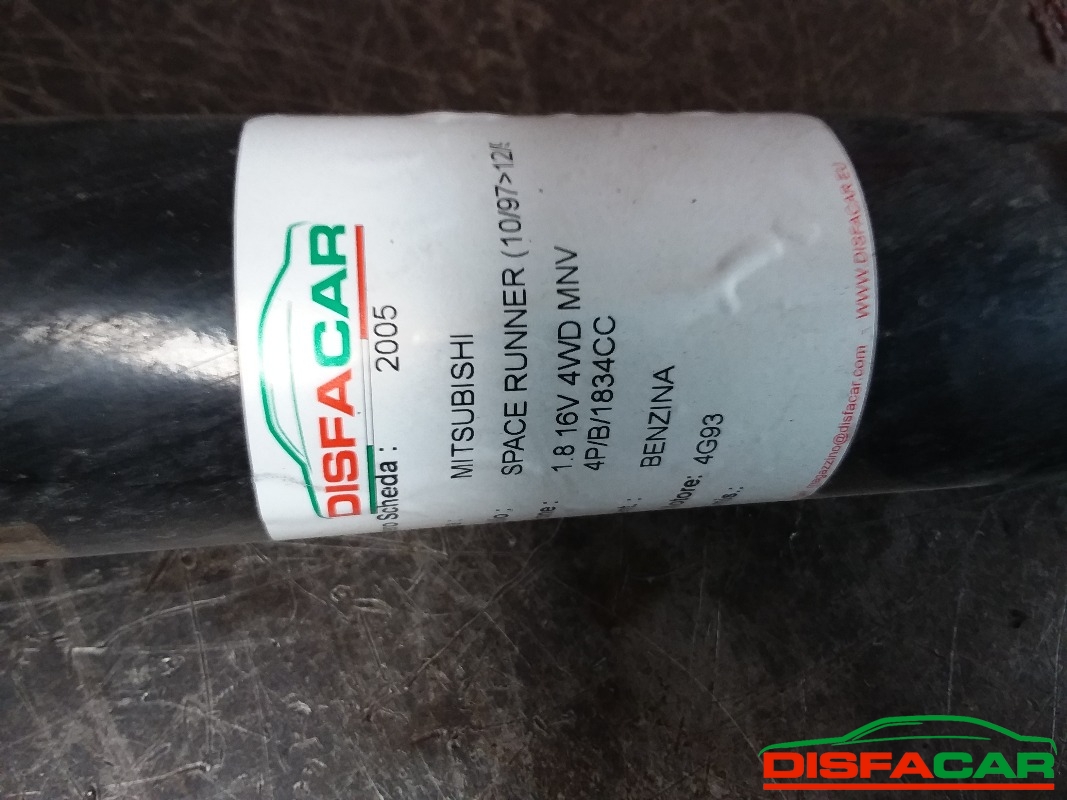 DISFACAR
Scheda : 2005
MITSUBISHI
SPACE RUNNER (10/97>12/
1.8 16V 4WD MNV
4P/B/1834CC
BENZINA
4G93
@disfacar.com - WWW.DISFACAR.EU
DISFACAR